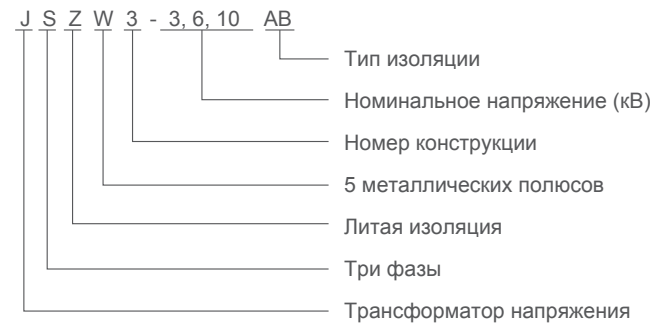 J S Z W 3 - 3, 6, 10 AB
Тип изоляции
Номинальное напряжение (кВ)
Номер конструкции
5 металлических полюсов
Литая изоляция
Три фазы
Трансформатор напряжения